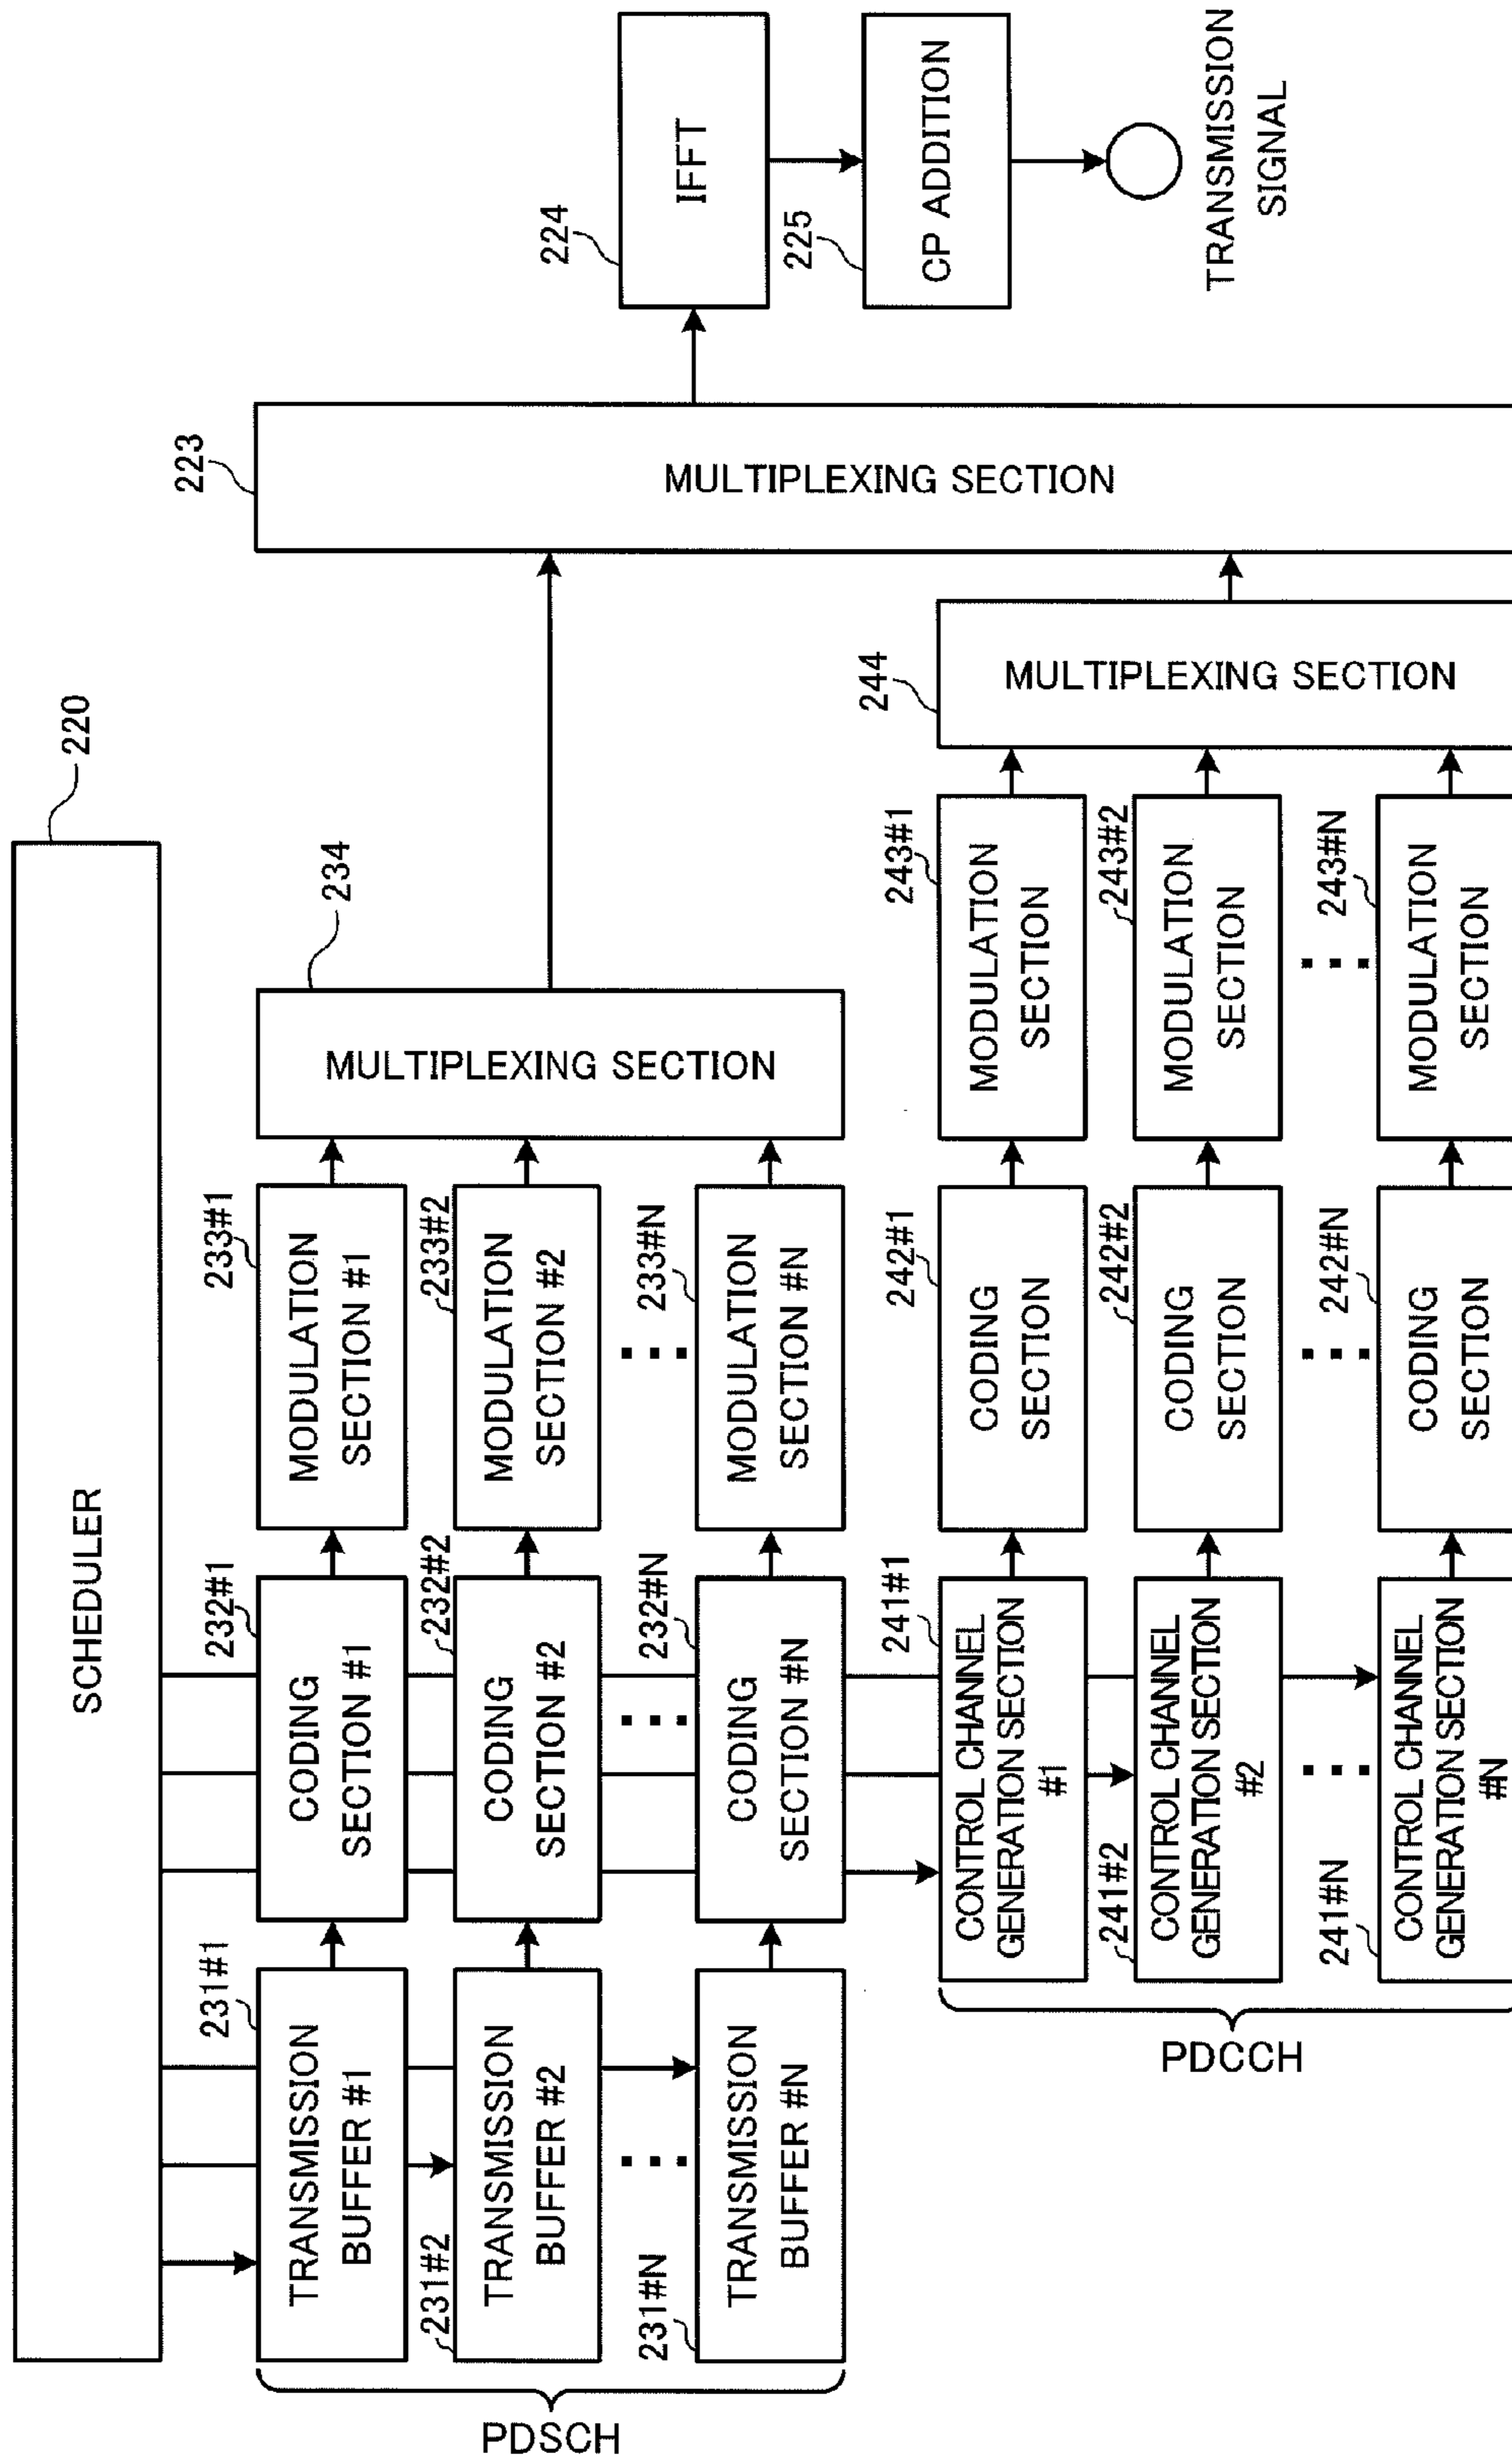 SCHEDULER
220
PDSCH
231#1
TRANSMISSION
BUFFER #1
232#1
CODING
SECTION #1
233#1
MODULATION
SECTION #1
231#2
TRANSMISSION
BUFFER #2
232#2
CODING
SECTION #2
233#2
MODULATION
SECTION #2
231#N
TRANSMISSION
BUFFER #N
232#N
CODING
SECTION #N
233#N
MODULATION
SECTION #N
234
MULTIPLEXING SECTION
PDCCH
241#1
CONTROL CHANNEL
GENERATION SECTION
#1
242#1
CODING
SECTION
243#1
MODULATION
SECTION
241#2
CONTROL CHANNEL
GENERATION SECTION
#2
242#2
CODING
SECTION
243#2
MODULATION
SECTION
241#N
CONTROL CHANNEL
GENERATION SECTION
#N
242#N
CODING
SECTION
243#N
MODULATION
SECTION
244
MULTIPLEXING SECTION
223
MULTIPLEXING SECTION
224
IFFT
225
CP ADDITION
TRANSMISSION
SIGNAL